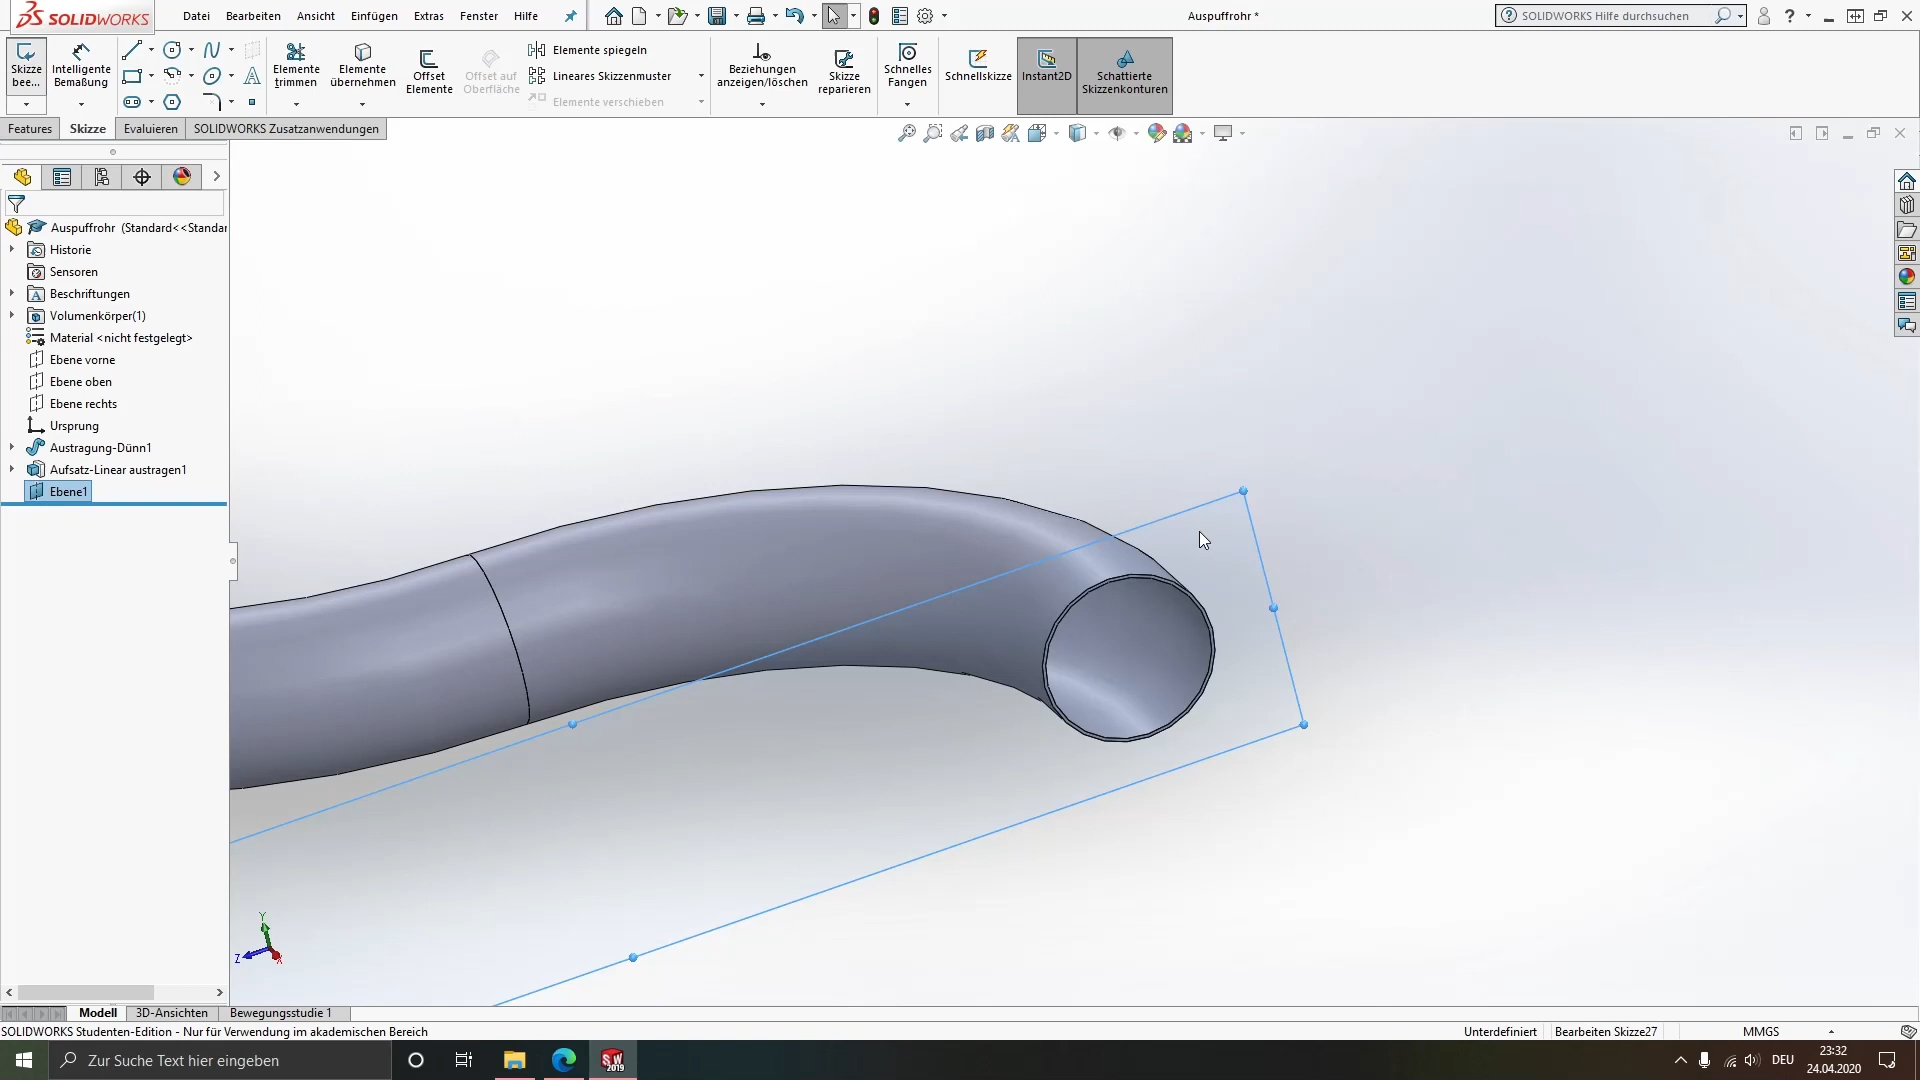 SOLIDWORKS
Datei Bearbeiten Ansicht Einfügen Extras Fenster Hilfe
Auspuffrohr *
SOLIDWORKS Hilfe durchsuchen
Skizze bee...
Intelligente Bemaßung
Elemente trimmen
Elemente übernehmen
Offset Elemente
Offset auf Oberfläche
Elemente spiegeln
Lineares Skizzenmuster
Elemente verschieben
Beziehungen anzeigen/löschen
Skizze reparieren
Schnelles Fangen
Schnellskizze
Instant2D
Schattierte Skizzenkonturen
Features Skizze Evaluieren SOLIDWORKS Zusatzanwendungen
Auspuffrohr (Standard<<Standar
Historie
Sensoren
Beschriftungen
Volumenkörper(1)
Material <nicht festgelegt>
Ebene vorne
Ebene oben
Ebene rechts
Ursprung
Austragung-Dünn1
Aufsatz-Linear austragen1
Ebene1
Y
Z
X
Modell 3D-Ansichten Bewegungsstudie 1
SOLIDWORKS Studenten-Edition - Nur für Verwendung im akademischen Bereich
Unterdefiniert Bearbeiten Skizze27 MMGS
Zur Suche Text hier eingeben
SW 2019
DEU
23:32
24.04.2020